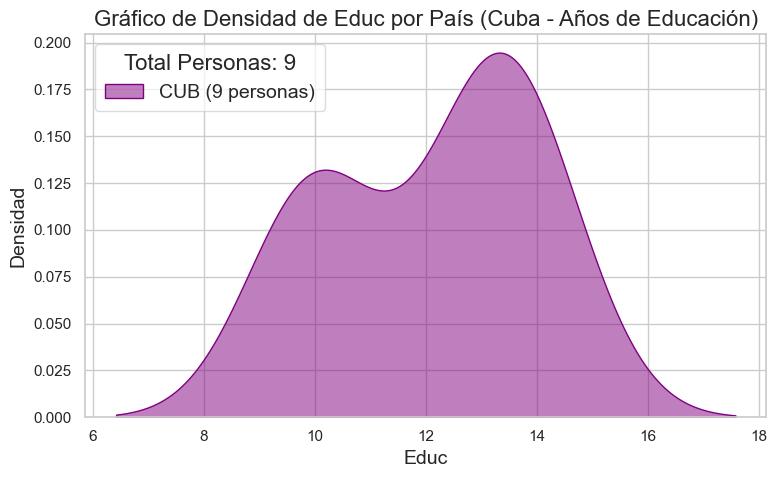 Gráfico de Densidad de Educ por País (Cuba - Años de Educación)
Total Personas: 9
CUB (9 personas)
Densidad
0.200
0.175
0.150
0.125
0.100
0.075
0.050
0.025
0.000
6 8 10 12 14 16 18
Educ